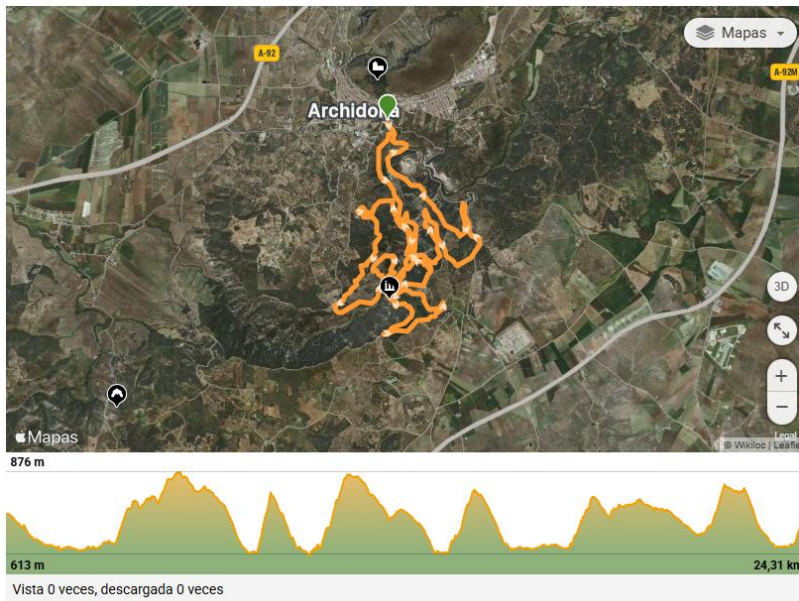 Mapas
A-92
A-92M
Archidona
3D
+
−
Mapas
Legal
© Wikiloc | Leafle
876 m
613 m
24,31 km
Vista 0 veces, descargada 0 veces